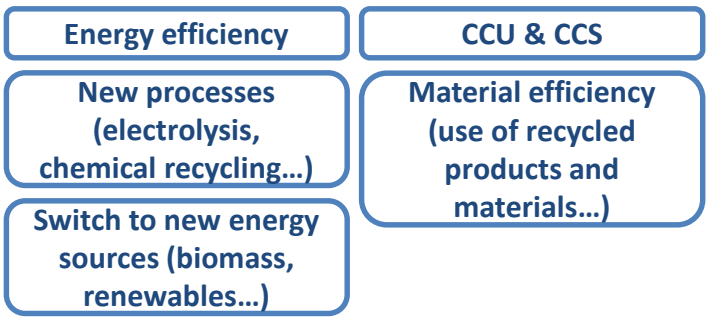 Energy efficiency
New processes
(electrolysis,
chemical recycling…)
Switch to new energy
sources (biomass,
renewables…)
CCU & CCS
Material efficiency
(use of recycled
products and
materials…)